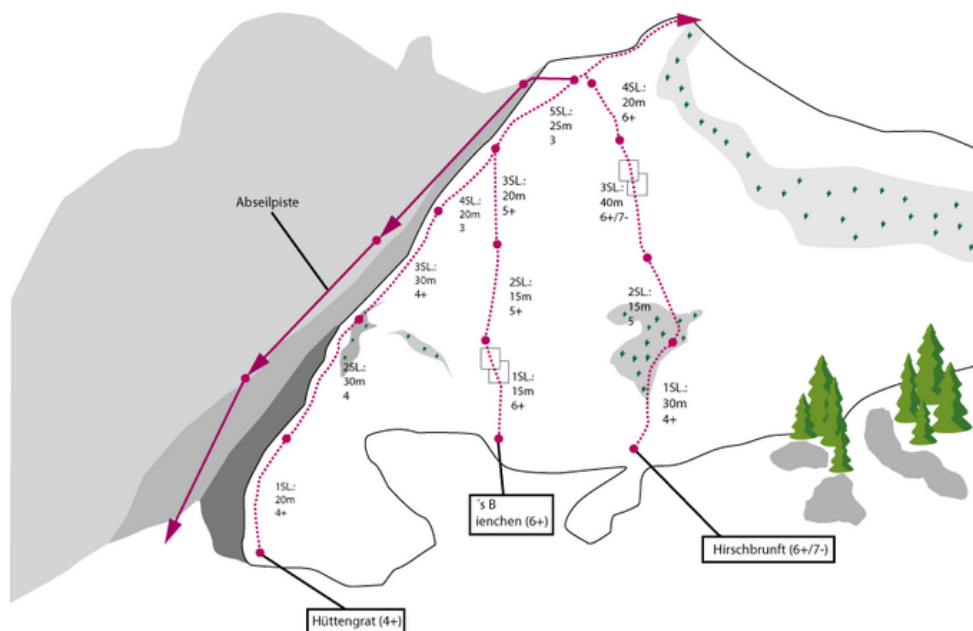 4SL.:
20m
6+
5SL.:
25m
3
3SL.:
20m
5+
3SL.:
40m
6+/7-
Abseilpiste
4SL.:
20m
3
3SL.:
30m
4+
2SL.:
15m
5+
2SL.:
15m
5
2SL.:
30m
4
1SL.:
15m
6+
1SL.:
30m
4+
1SL.:
20m
4+
´s B
ienchen (6+)
Hirschbrunft (6+/7-)
Hüttengrat (4+)